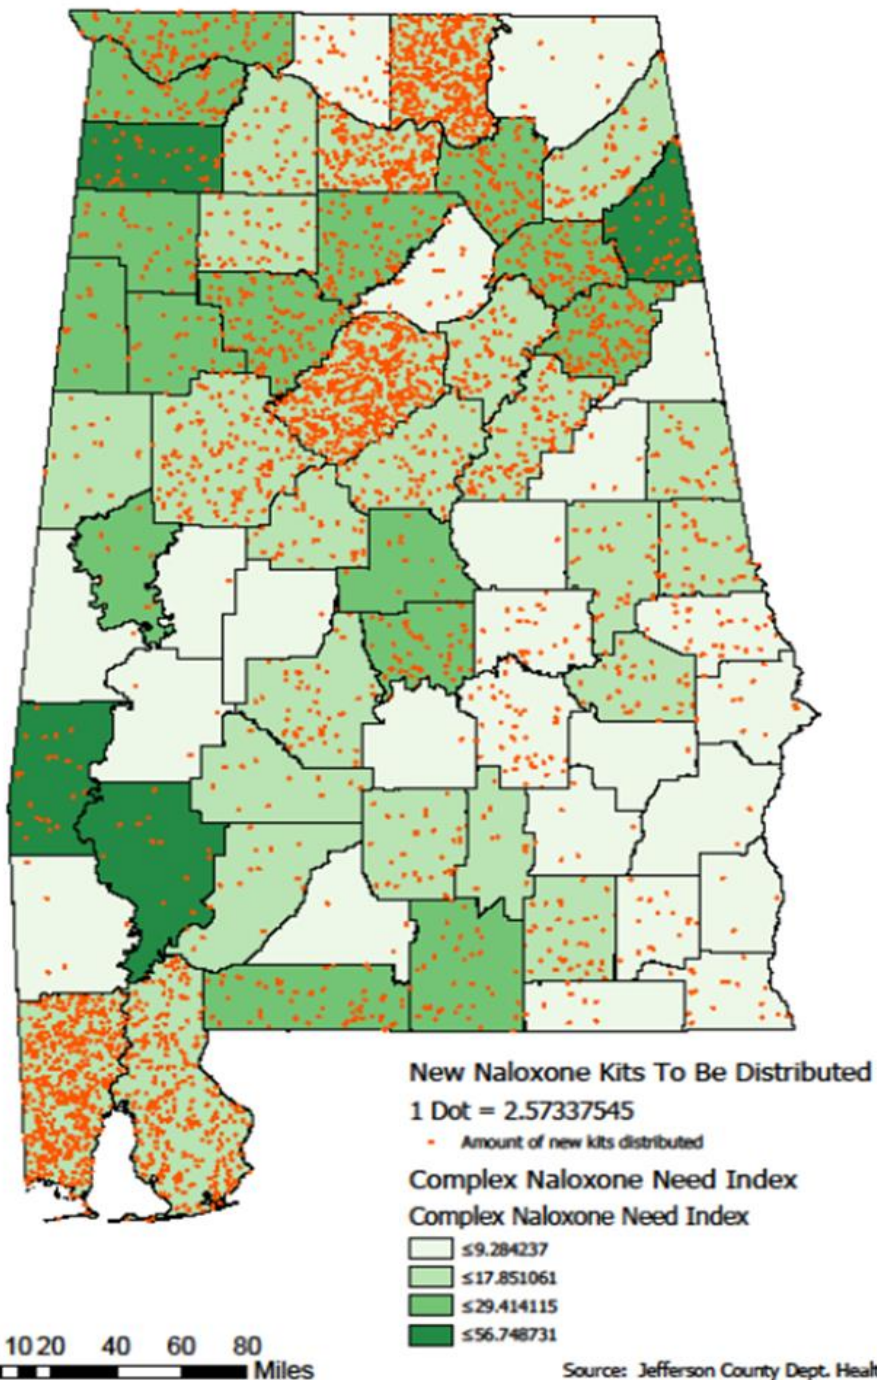 New Naloxone Kits To Be Distributed
1 Dot = 2.57337545
Amount of new kits distributed
Complex Naloxone Need Index
Complex Naloxone Need Index
≤9.284237
≤17.851061
≤29.414115
≤56.748731
10 20 40 60 80
Miles
Source: Jefferson County Dept. Healt